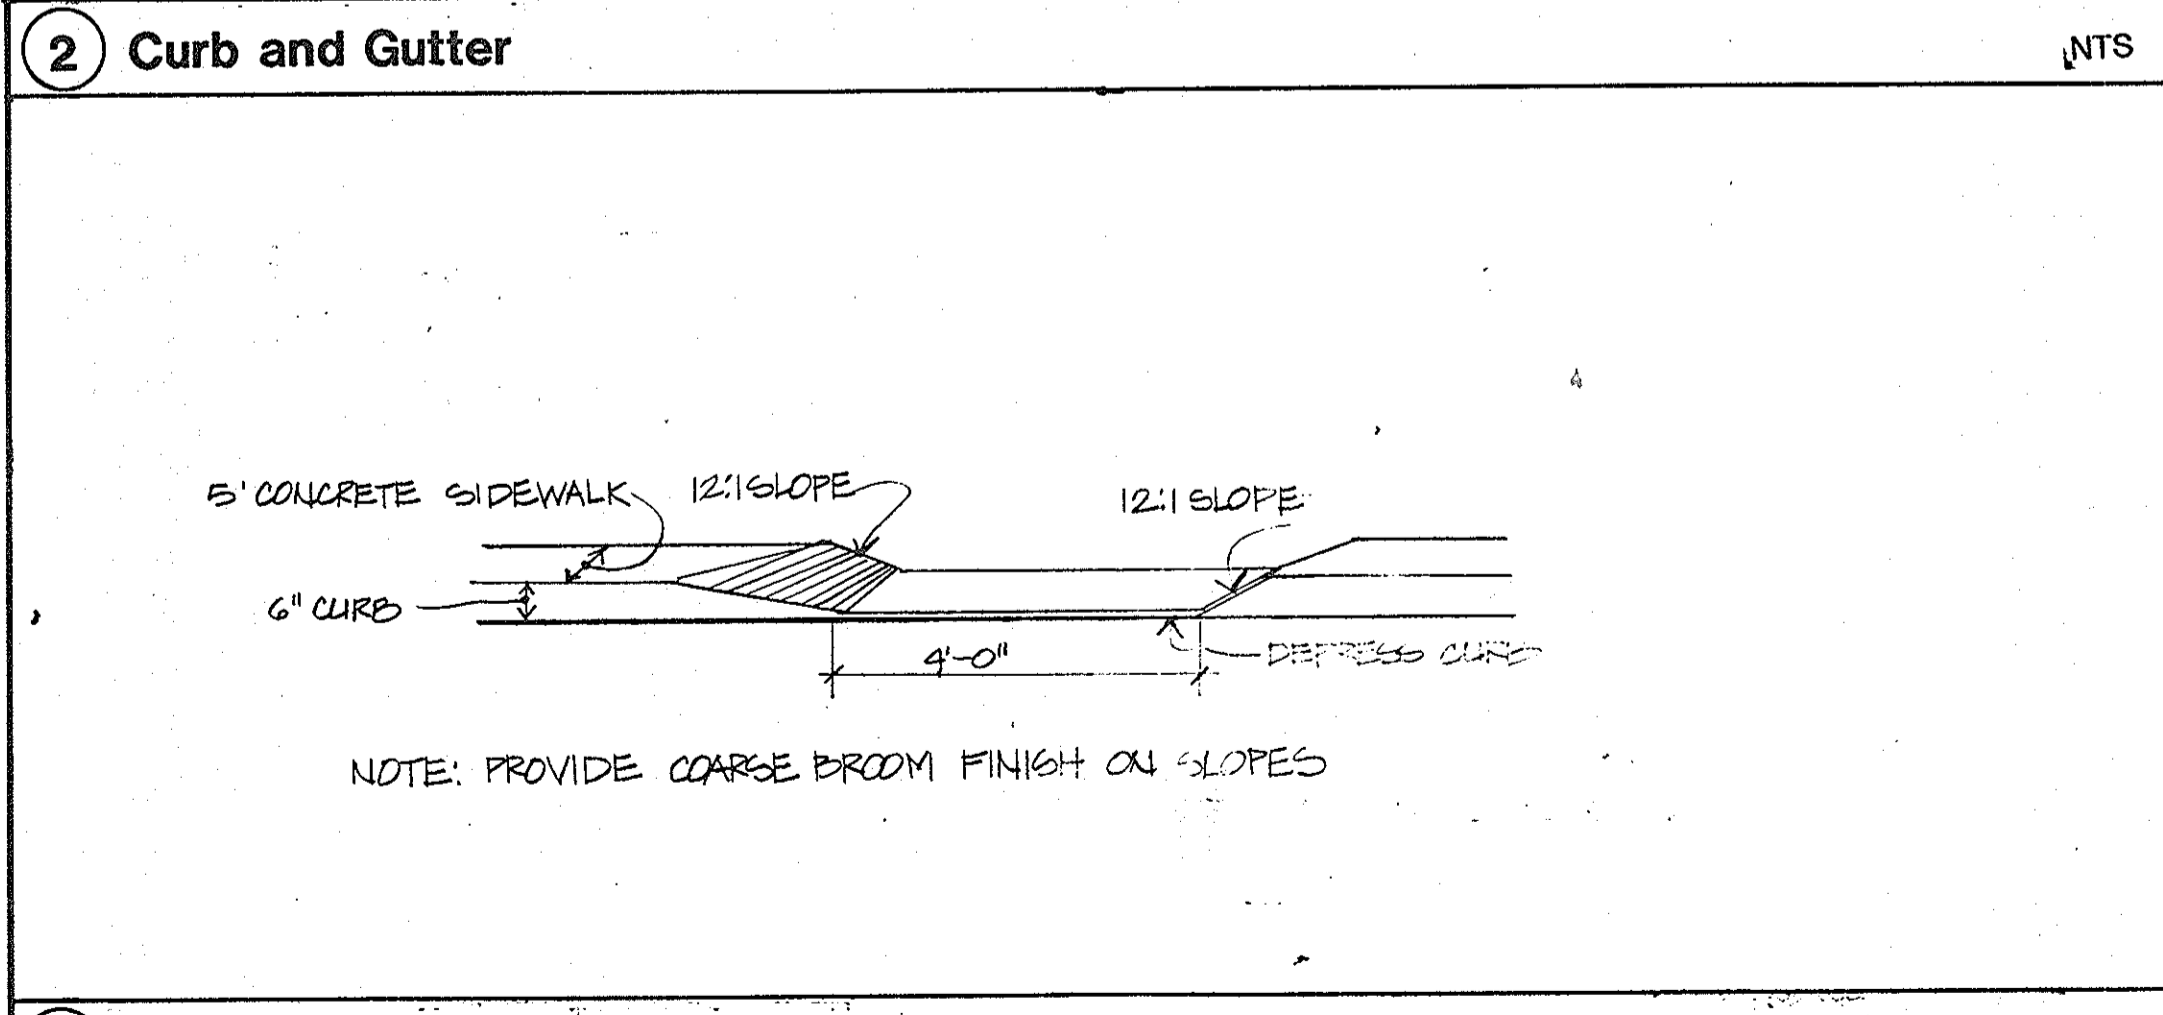 2 Curb and Gutter NTS
5' CONCRETE SIDEWALK 12:1 SLOPE 12:1 SLOPE
6" CURB
4'-0" DEPRESS CURB
NOTE: PROVIDE COARSE BROOM FINISH ON SLOPES